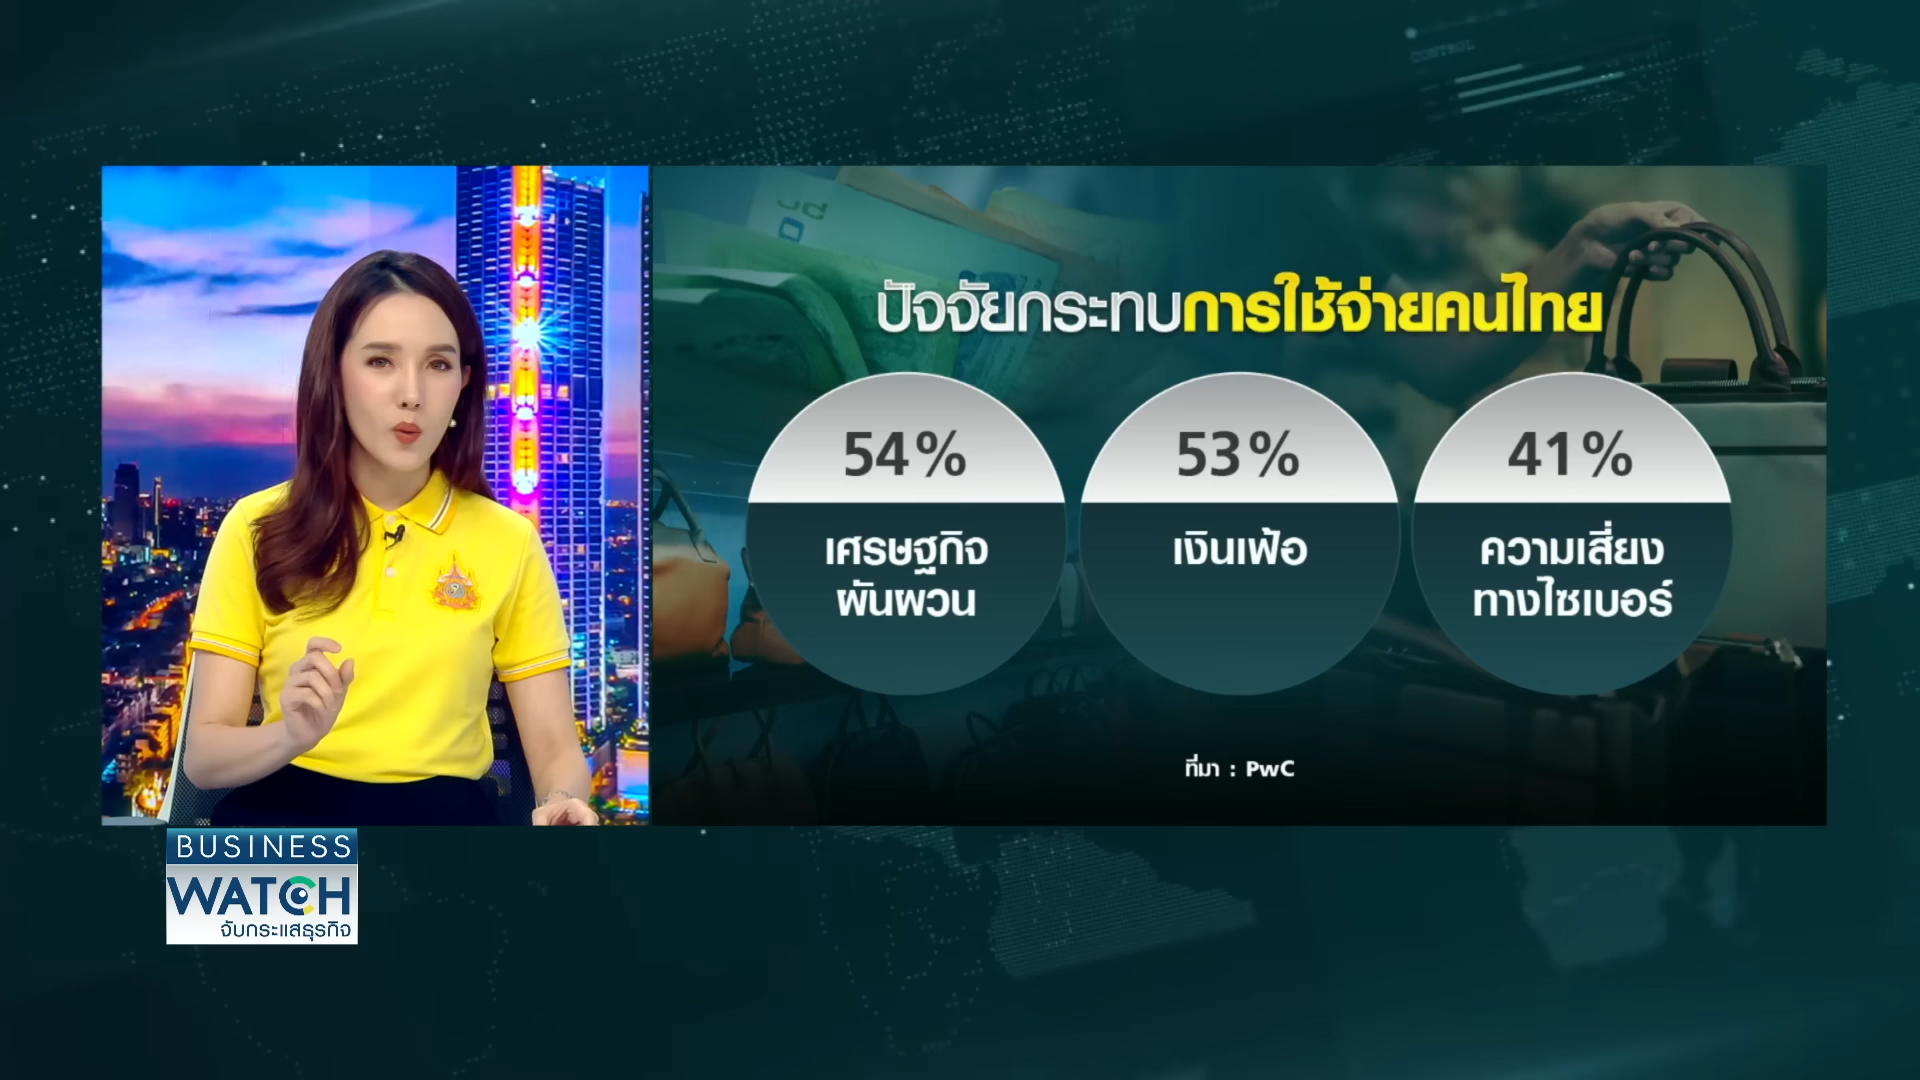 CONTROL
ปัจจัยกระทบการใช้จ่ายคนไทย
54%
เศรษฐกิจ
ผันผวน
53%
เงินเฟ้อ
41%
ความเสี่ยง
ทางไซเบอร์
ที่มา : PwC
BUSINESS
WATCH
จับกระแสธุรกิจ